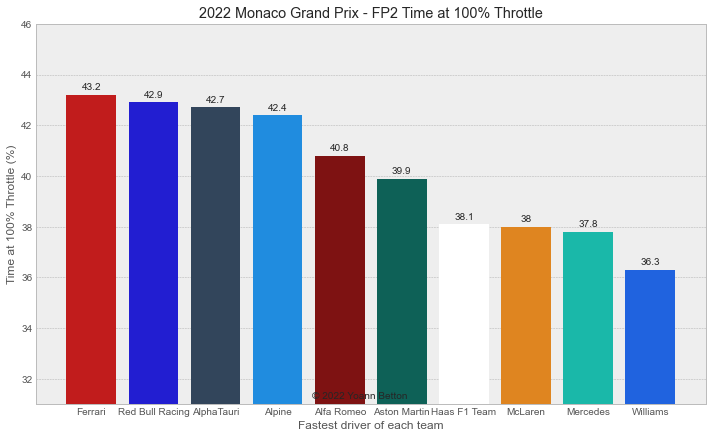 2022 Monaco Grand Prix - FP2 Time at 100% Throttle
46
44
42
40
38
36
34
32
Time at 100% Throttle (%)
43.2
42.9
42.7
42.4
40.8
39.9
38.1
38
37.8
36.3
© 2022 Yoann Betton
Ferrari
Red Bull Racing
AlphaTauri
Alpine
Alfa Romeo
Aston Martin
Haas F1 Team
McLaren
Mercedes
Williams
Fastest driver of each team